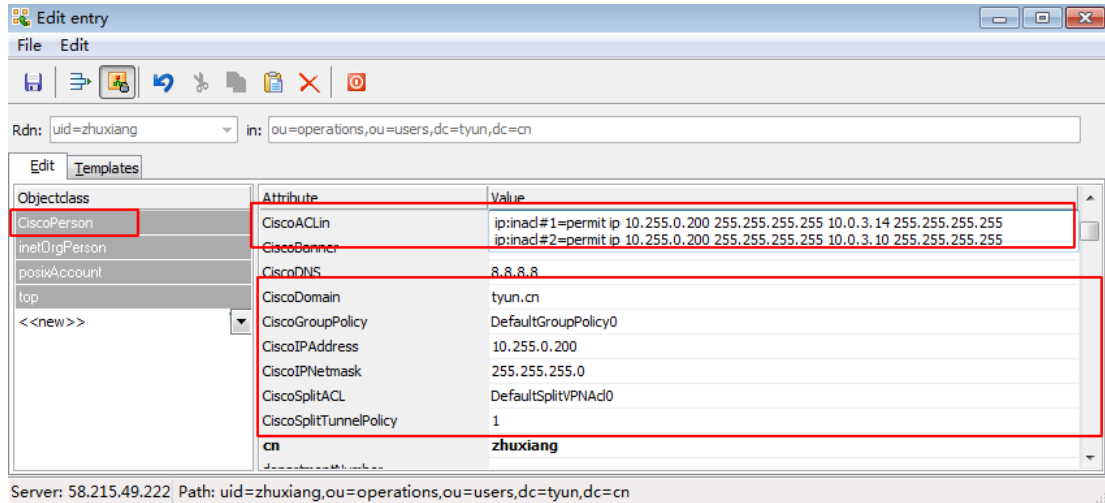 Edit entry
File Edit
Rdn: uid=zhuxiang in: ou=operations,ou=users,dc=tyun,dc=cn
Edit Templates
Objectclass Attribute Value
CiscoPerson CiscoACLin ip:inacl#1=permit ip 10.255.0.200 255.255.255.255 10.0.3.14 255.255.255.255
ip:inacl#2=permit ip 10.255.0.200 255.255.255.255 10.0.3.10 255.255.255.255
inetOrgPerson CiscoBanner
posixAccount CiscoDNS 8.8.8.8
top CiscoDomain tyun.cn
<<new>> CiscoGroupPolicy DefaultGroupPolicy0
CiscoIPAddress 10.255.0.200
CiscoIPNetmask 255.255.255.0
CiscoSplitACL DefaultSplitVPNAcl0
CiscoSplitTunnelPolicy 1
cn zhuxiang
departmentNumber
Server: 58.215.49.222 Path: uid=zhuxiang,ou=operations,ou=users,dc=tyun,dc=cn